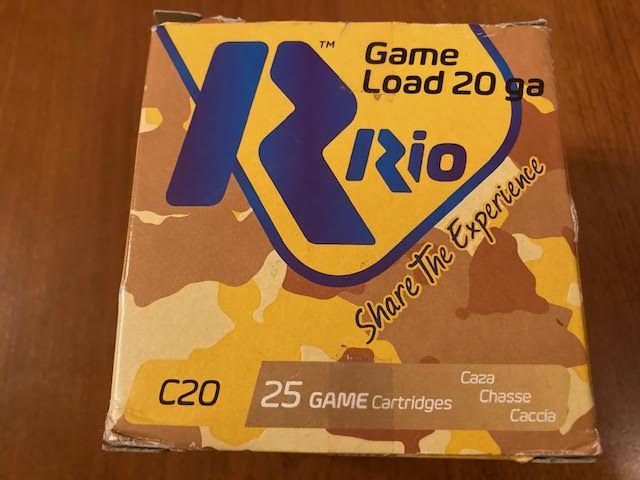 TM
Game
Load 20 ga
Rio
Share The Experience
C20
25 GAME Cartridges
Caza
Chasse
Caccia